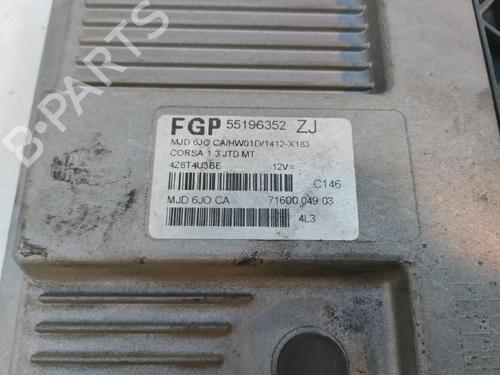 FGP 55196352 ZJ
MJD 6JO CA/HW01D/1412-X183
CORSA 1.3 JTD MT
4Z6T4U3BE 12V=
C146
MJD 6JO CA 71600 049 03
4L3